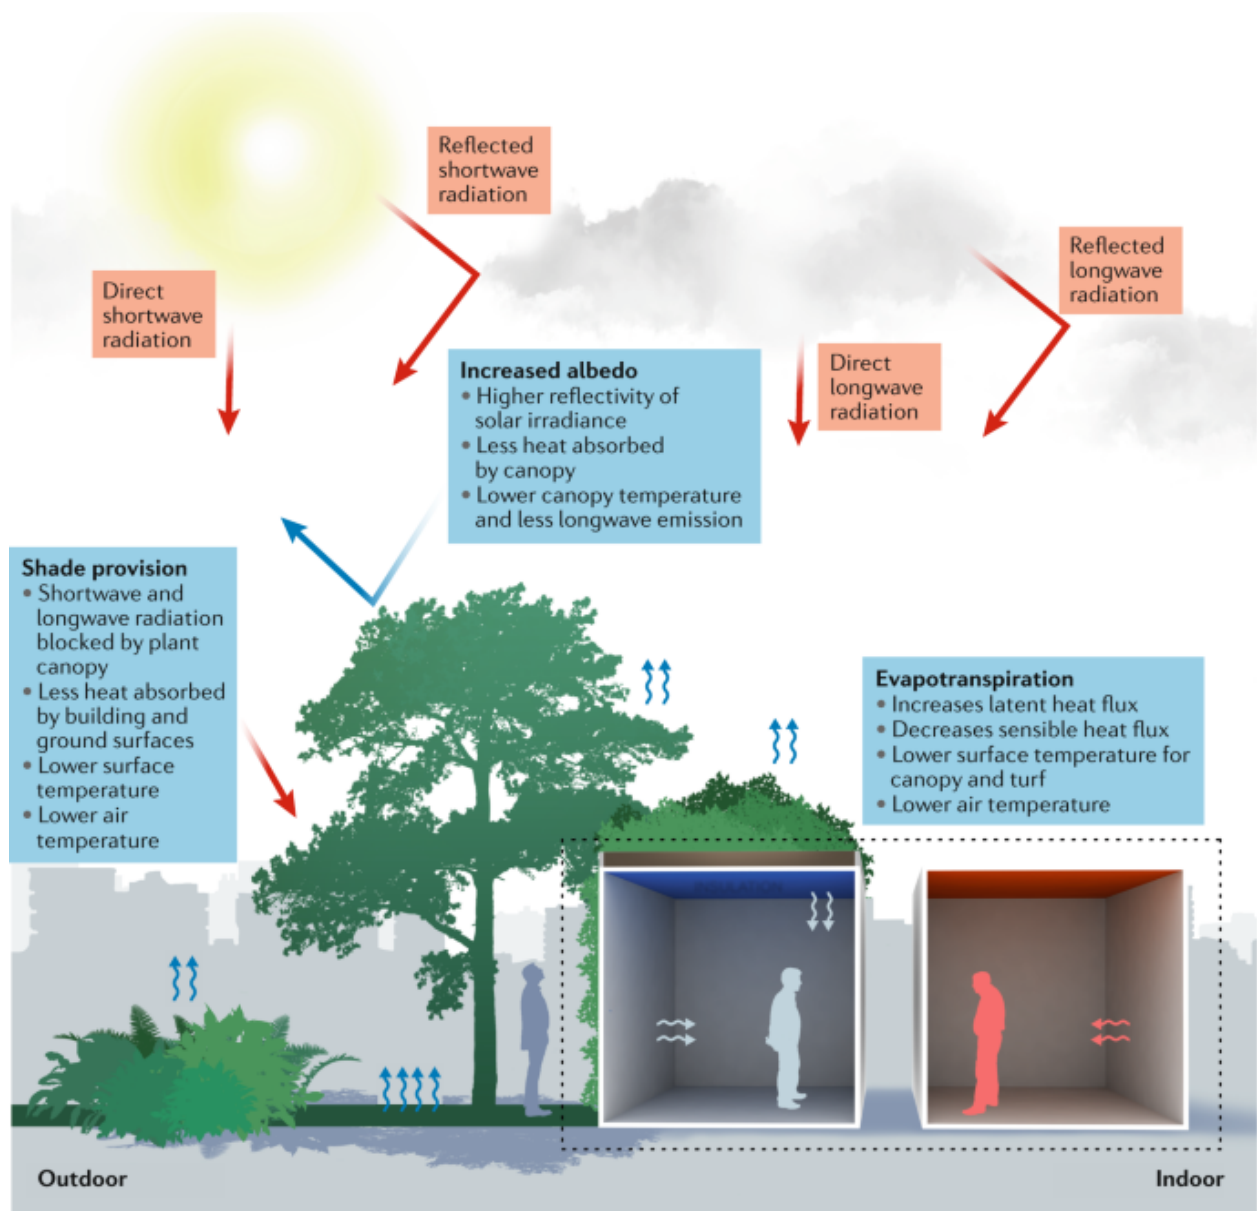 Reflected
shortwave
radiation
Reflected
longwave
radiation
Direct
shortwave
radiation
Direct
longwave
radiation
Increased albedo
• Higher reflectivity of
solar irradiance
• Less heat absorbed
by canopy
• Lower canopy temperature
and less longwave emission
Shade provision
• Shortwave and
longwave radiation
blocked by plant
canopy
• Less heat absorbed
by building and
ground surfaces
• Lower surface
temperature
• Lower air
temperature
Evapotranspiration
• Increases latent heat flux
• Decreases sensible heat flux
• Lower surface temperature for
canopy and turf
• Lower air temperature
INSULATION
Outdoor
Indoor